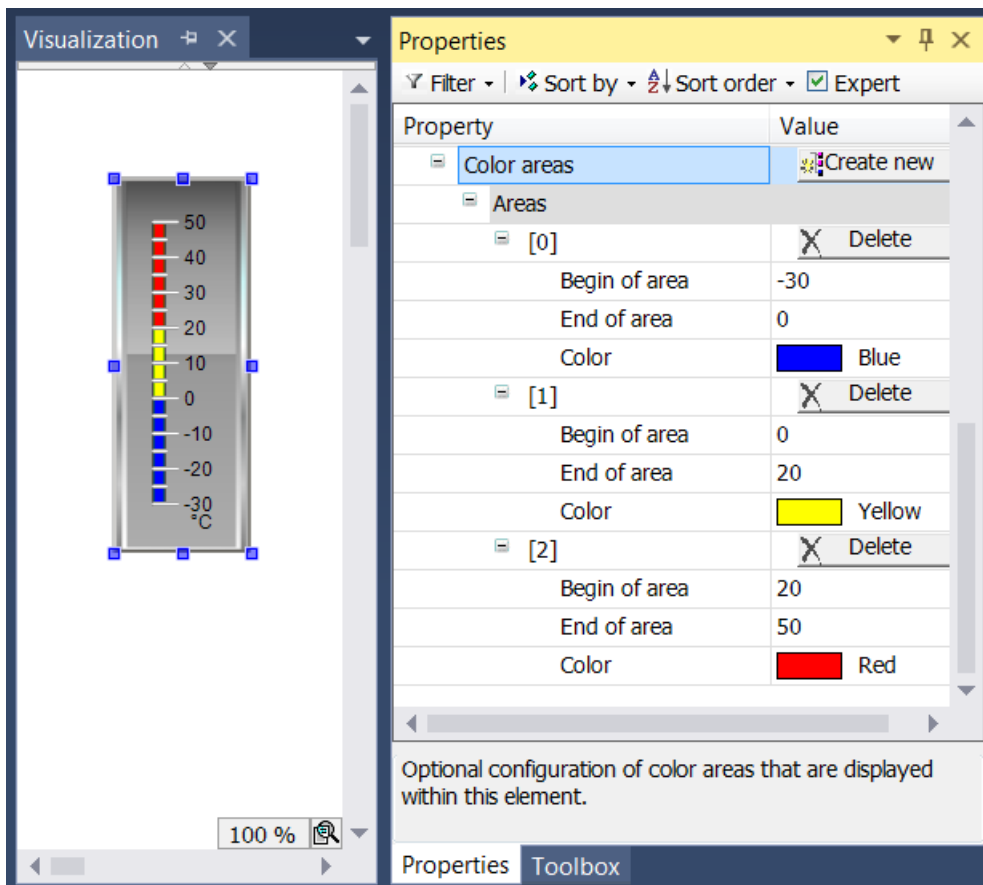 Visualization
50
40
30
20
10
0
-10
-20
-30
°C
100 %
Properties
Filter Sort by Sort order Expert
Property Value
Color areas Create new
Areas
[0] Delete
Begin of area -30
End of area 0
Color Blue
[1] Delete
Begin of area 0
End of area 20
Color Yellow
[2] Delete
Begin of area 20
End of area 50
Color Red
Optional configuration of color areas that are displayed
within this element.
Properties Toolbox